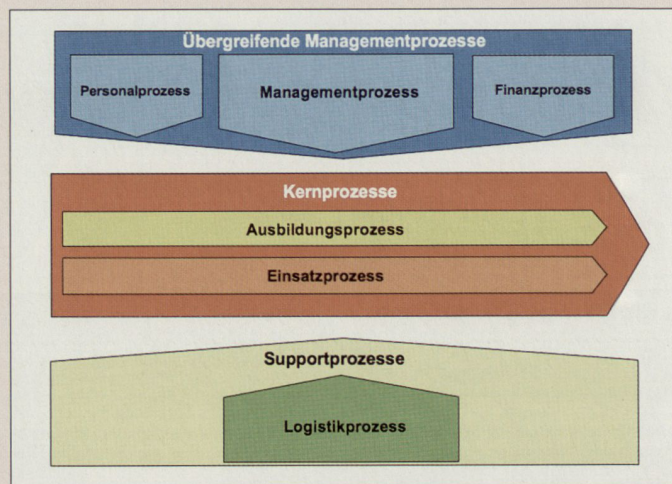 Übergreifende Managementprozesse
Personalprozess
Managementprozess
Finanzprozess
Kernprozesse
Ausbildungsprozess
Einsatzprozess
Supportprozesse
Logistikprozess